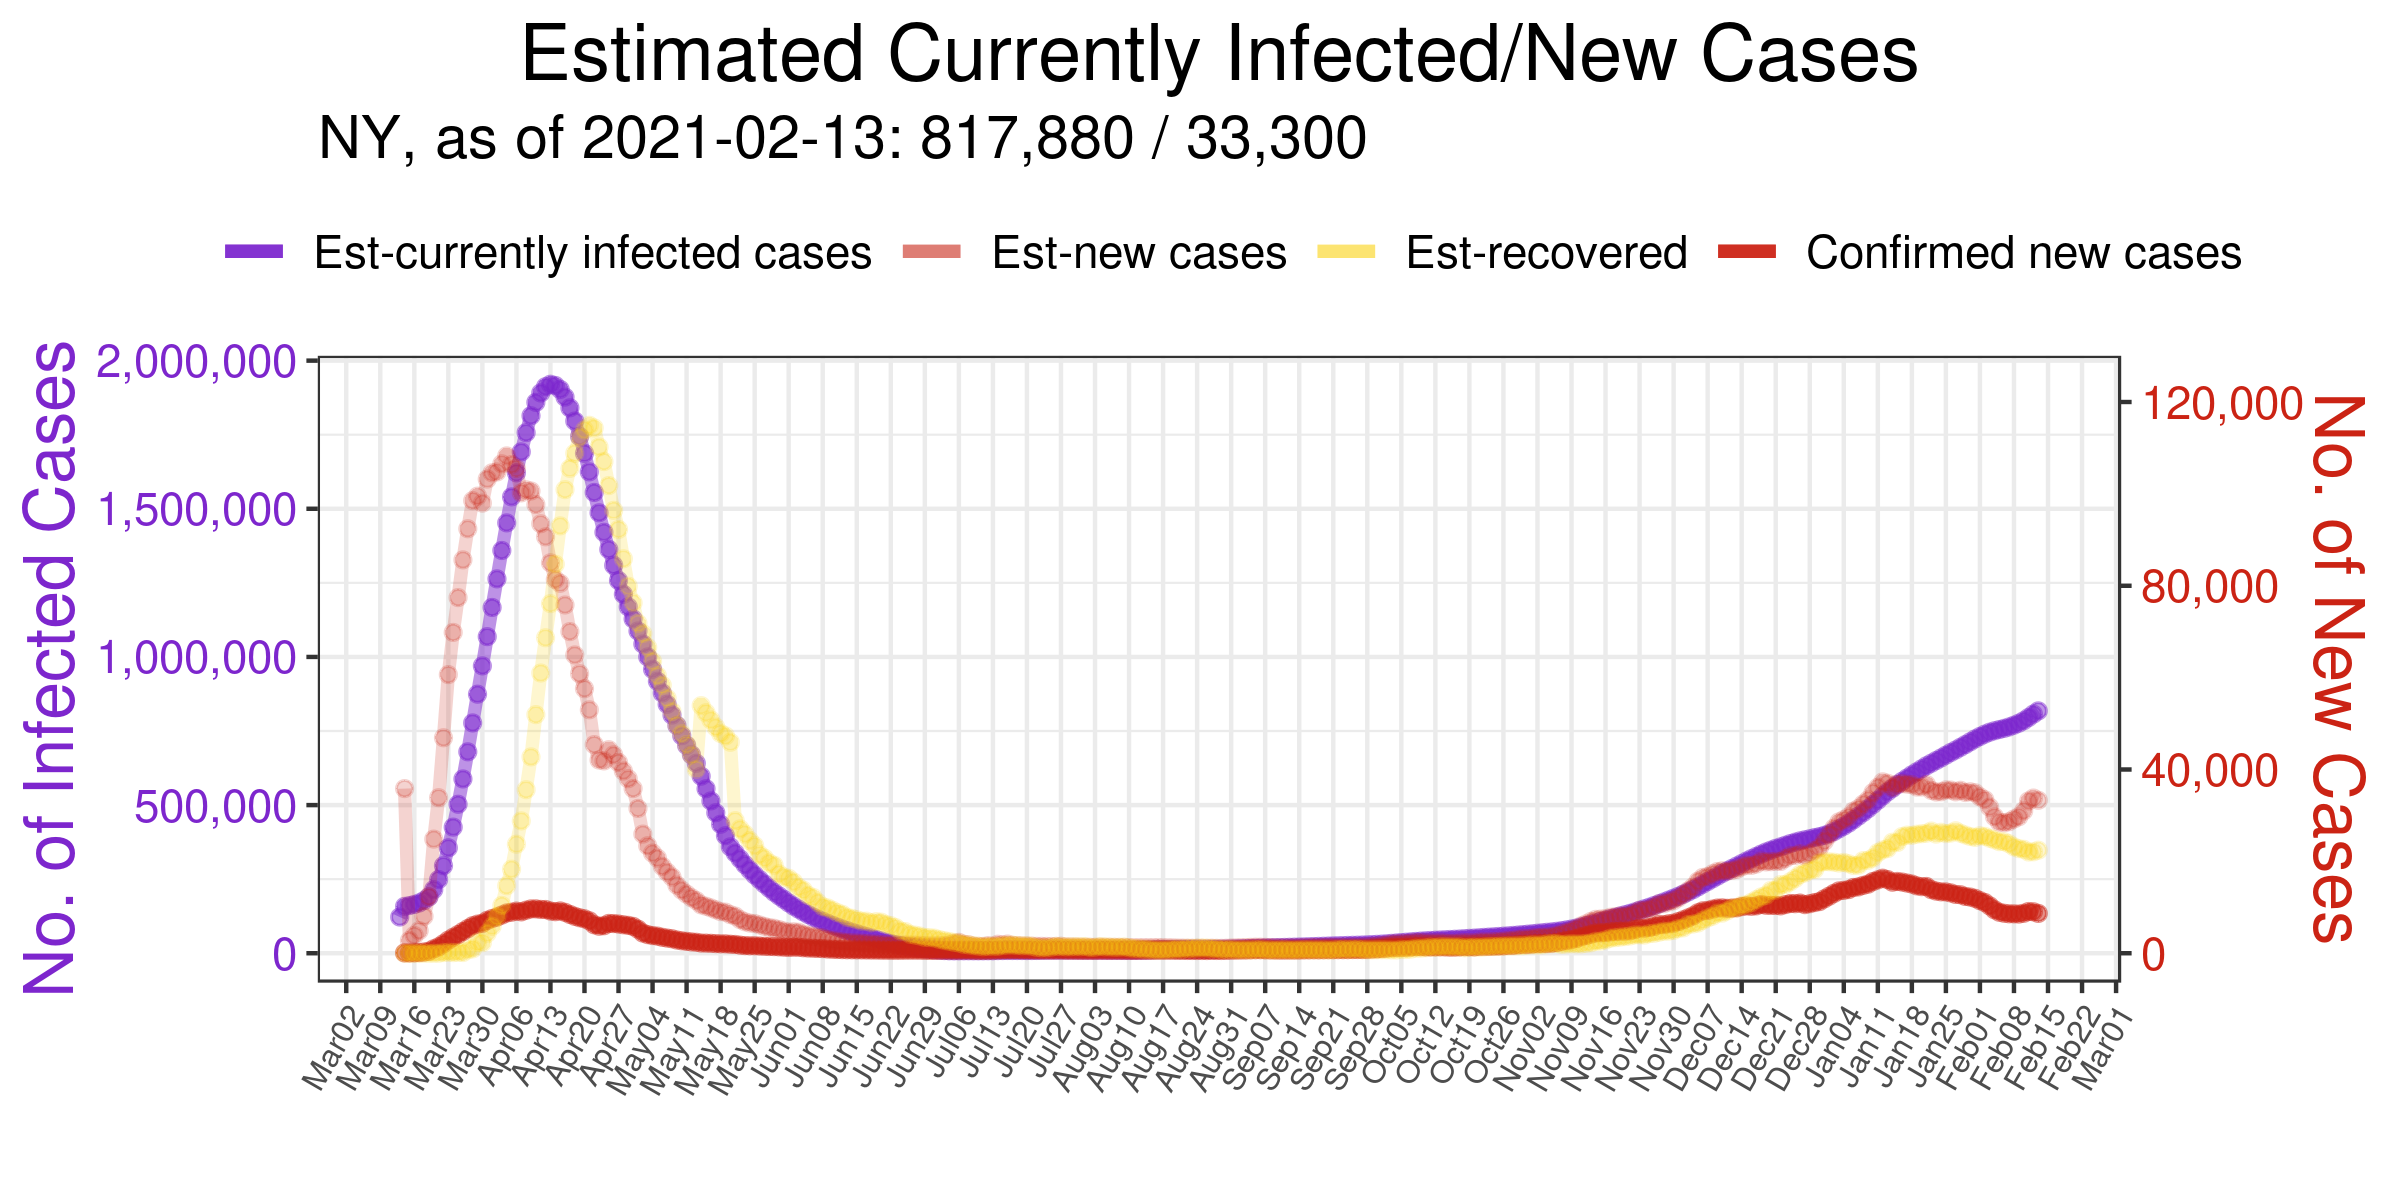 Estimated Currently Infected/New Cases
NY, as of 2021-02-13: 817,880 / 33,300
Est-currently infected cases Est-new cases Est-recovered Confirmed new cases
No. of Infected Cases
2,000,000
1,500,000
1,000,000
500,000
0
120,000
80,000
40,000
0
No. of New Cases
Mar02 Mar09 Mar16 Mar23 Mar30 Apr06 Apr13 Apr20 Apr27 May04 May11 May18 May25 Jun01 Jun08 Jun15 Jun22 Jun29 Jul06 Jul13 Jul20 Jul27 Aug03 Aug10 Aug17 Aug24 Aug31 Sep07 Sep14 Sep21 Sep28 Oct05 Oct12 Oct19 Oct26 Nov02 Nov09 Nov16 Nov23 Nov30 Dec07 Dec14 Dec21 Dec28 Jan04 Jan11 Jan18 Jan25 Feb01 Feb08 Feb15 Feb22 Mar01